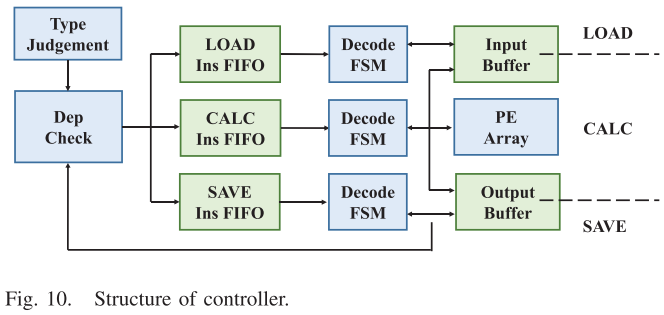 Type
Judgement
Dep
Check
LOAD
Ins FIFO
CALC
Ins FIFO
SAVE
Ins FIFO
Decode
FSM
Decode
FSM
Decode
FSM
Input
Buffer
PE
Array
Output
Buffer
LOAD
CALC
SAVE
Fig. 10. Structure of controller.